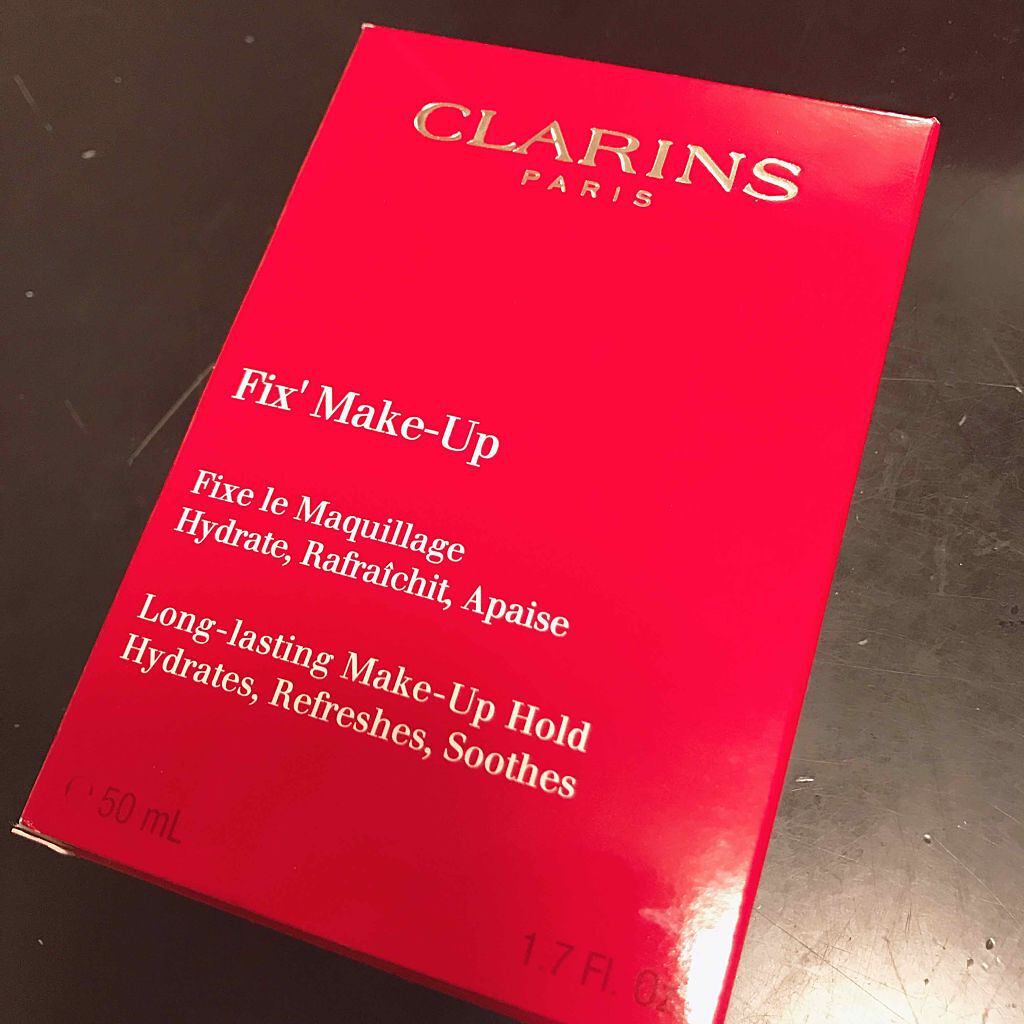 CLARINS
PARIS
Fix' Make-Up
Fixe le Maquillage
Hydrate, Rafraîchit, Apaise
Long-lasting Make-Up Hold
Hydrates, Refreshes, Soothes
50 mL
1.7 Fl. Oz